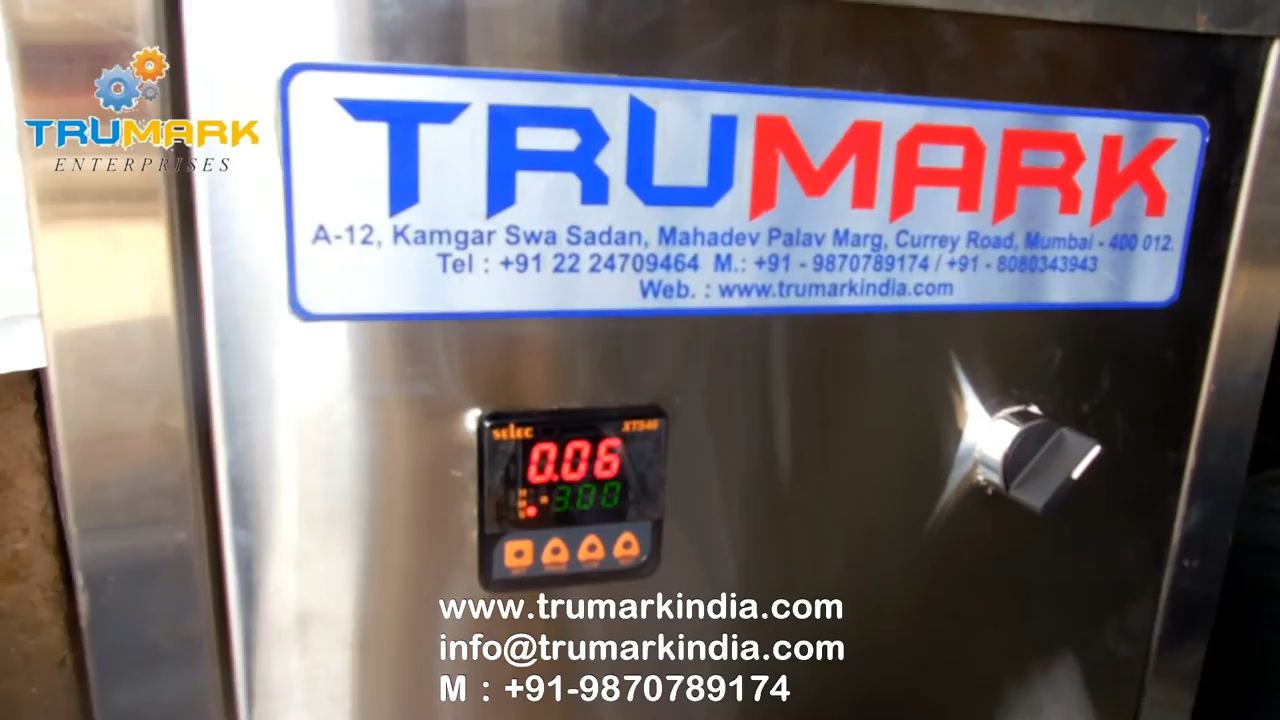 TRUMARK
ENTERPRISES
TRUMARK
A-12, Kamgar Swa Sadan, Mahadev Palav Marg, Currey Road, Mumbai - 400 012.
Tel : +91 22 24709464 M.: +91 - 9870789174 / +91 - 8080343943
Web. : www.trumarkindia.com
selec XT546
0.06
3.00
www.trumarkindia.com
info@trumarkindia.com
M : +91-9870789174